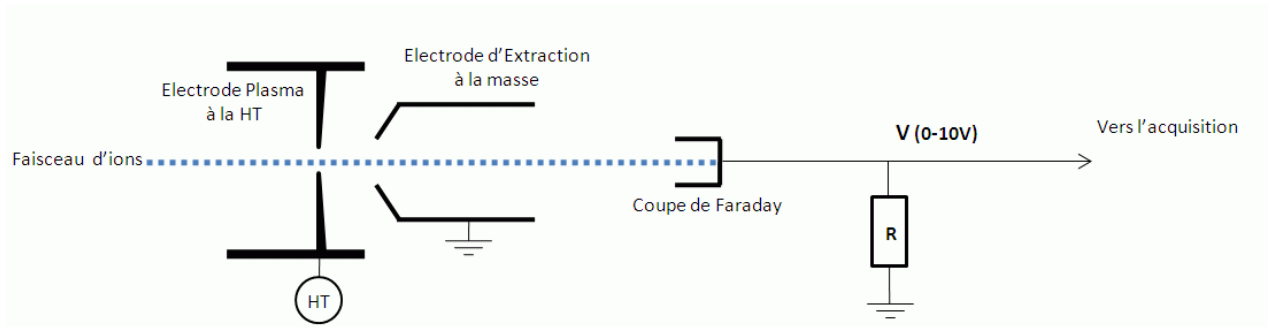 Electrode d'Extraction
à la masse
Electrode Plasma
à la HT
V (0-10V)
Vers l'acquisition
Faisceau d'ions
Coupe de Faraday
R
HT